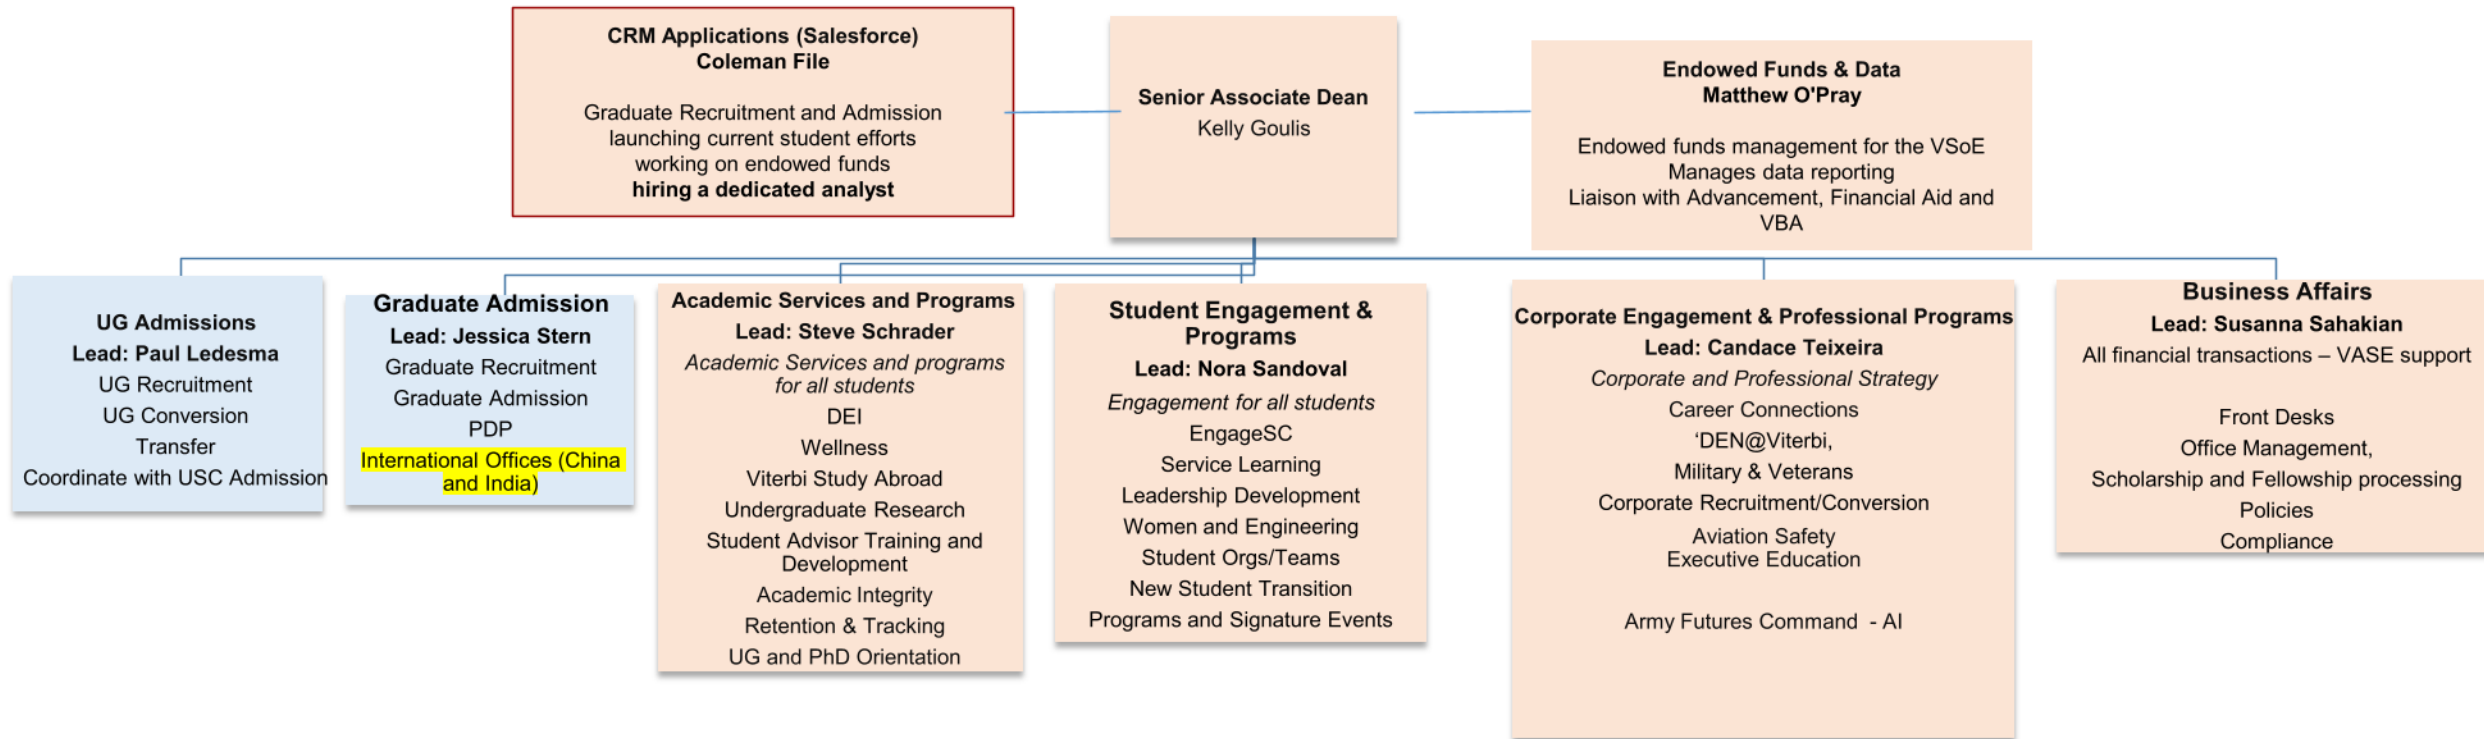 CRM Applications (Salesforce)
Coleman File
Graduate Recruitment and Admission
launching current student efforts
working on endowed funds
hiring a dedicated analyst
Senior Associate Dean
Kelly Goulis
Endowed Funds & Data
Matthew O'Pray
Endowed funds management for the VSoE
Manages data reporting
Liaison with Advancement, Financial Aid and
VBA
UG Admissions
Lead: Paul Ledesma
UG Recruitment
UG Conversion
Transfer
Coordinate with USC Admission
Graduate Admission
Lead: Jessica Stern
Graduate Recruitment
Graduate Admission
PDP
International Offices (China
and India)
Academic Services and Programs
Lead: Steve Schrader
Academic Services and programs
for all students
DEI
Wellness
Viterbi Study Abroad
Undergraduate Research
Student Advisor Training and
Development
Academic Integrity
Retention & Tracking
UG and PhD Orientation
Student Engagement &
Programs
Lead: Nora Sandoval
Engagement for all students
EngageSC
Service Learning
Leadership Development
Women and Engineering
Student Orgs/Teams
New Student Transition
Programs and Signature Events
Corporate Engagement & Professional Programs
Lead: Candace Teixeira
Corporate and Professional Strategy
Career Connections
‘DEN@Viterbi,
Military & Veterans
Corporate Recruitment/Conversion
Aviation Safety
Executive Education
Army Futures Command - AI
Business Affairs
Lead: Susanna Sahakian
All financial transactions – VASE support
Front Desks
Office Management,
Scholarship and Fellowship processing
Policies
Compliance